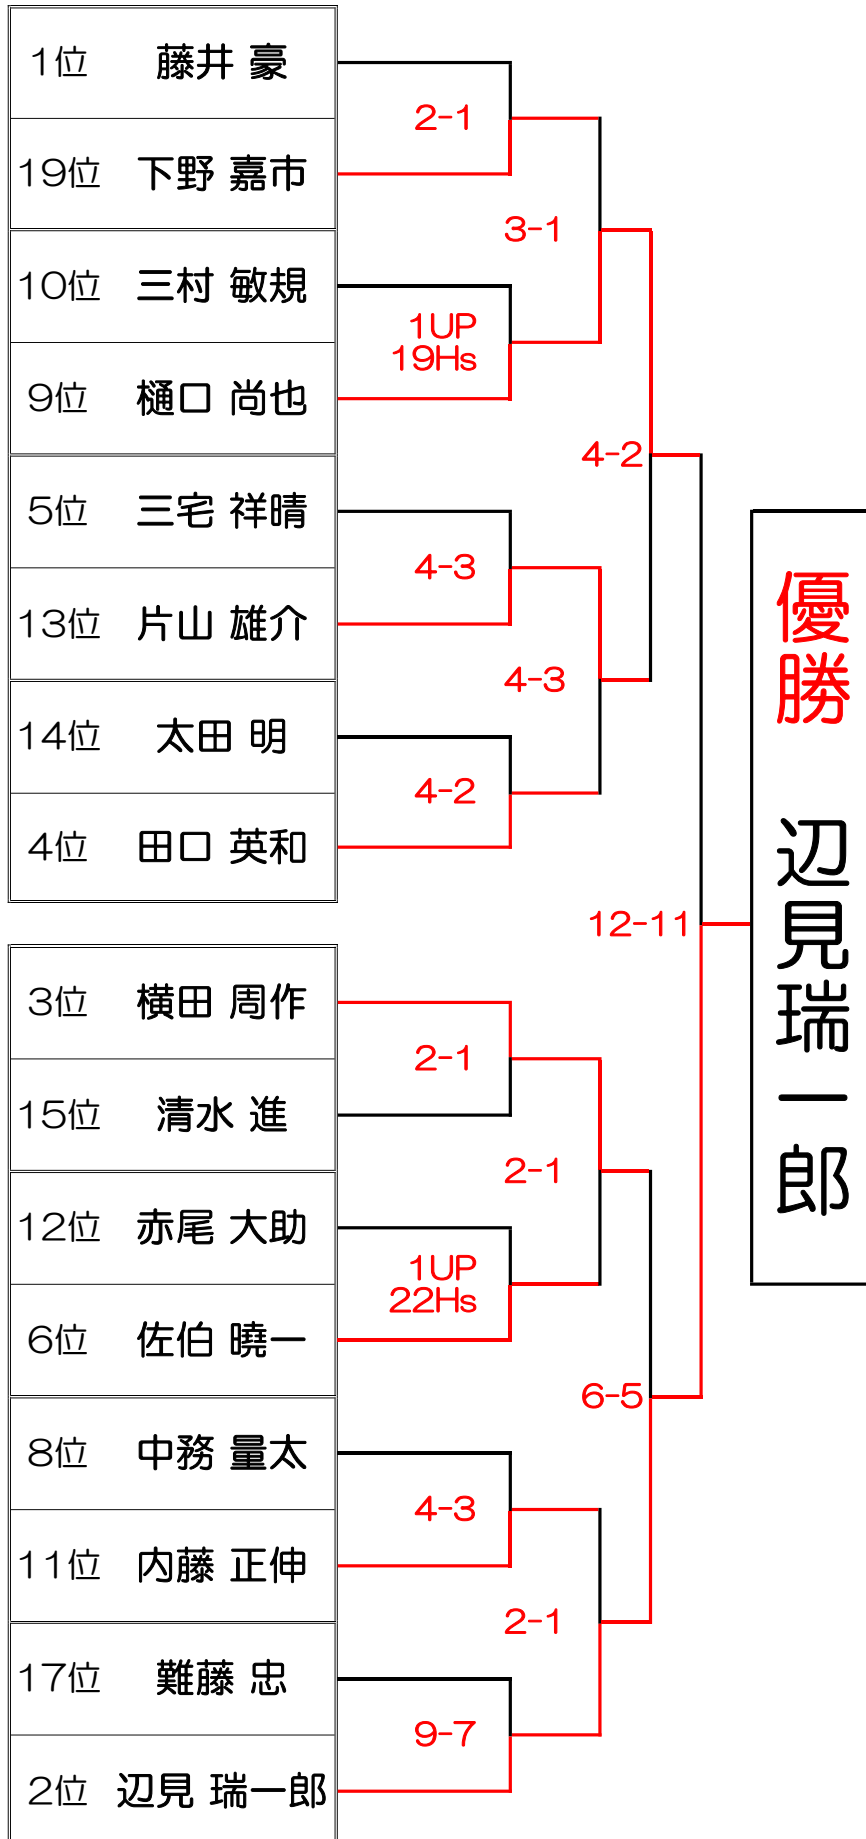 1位 藤井 豪
2-1
19位 下野 嘉市
3-1
10位 三村 敏規
1UP
19Hs
9位 樋口 尚也
4-2
5位 三宅 祥晴
4-3
13位 片山 雄介
4-3
14位 太田 明
4-2
4位 田口 英和
12-11
3位 横田 周作
2-1
15位 清水 進
2-1
12位 赤尾 大助
1UP
22Hs
6位 佐伯 曉一
6-5
8位 中務 量太
4-3
11位 内藤 正伸
2-1
17位 難藤 忠
9-7
2位 辺見 瑞一郎
優勝 辺見瑞一郎